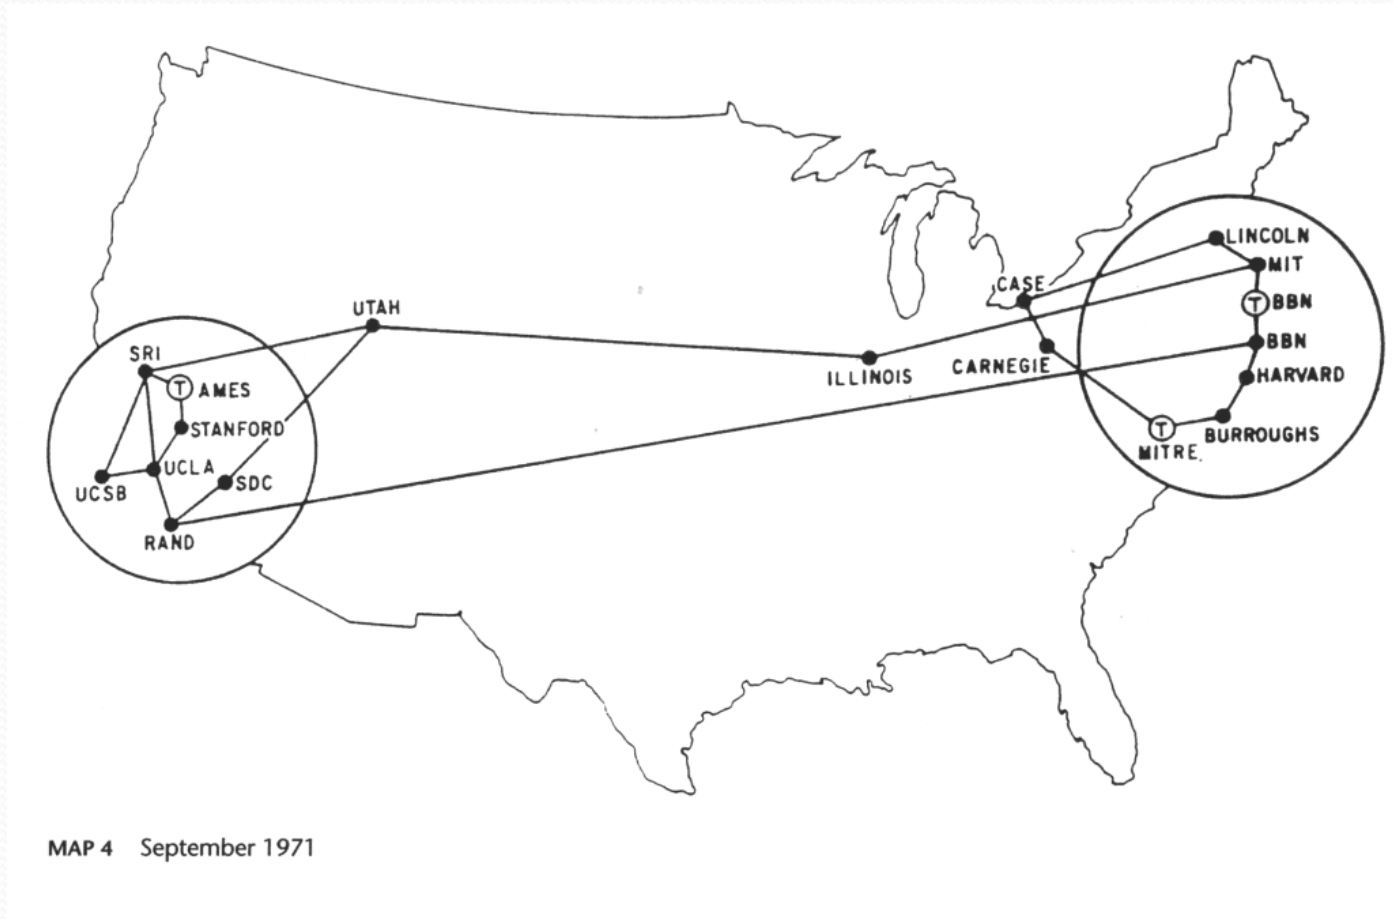 LINCOLN
MIT
T BBN
CASE
UTAH
BBN
SRI
CARNEGIE
ILLINOIS
HARVARD
T AMES
STANFORD
BURROUGHS
T
MITRE.
UCLA
SDC
UCSB
RAND
MAP 4 September 1971